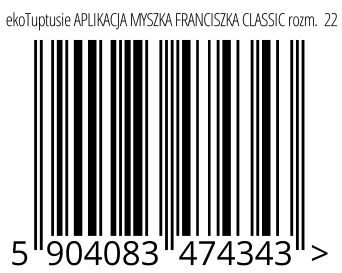 ekoTuptusie APLIKACJA MYSZKA FRANCISZKA CLASSIC rozm. 22
5 904083 474343 >